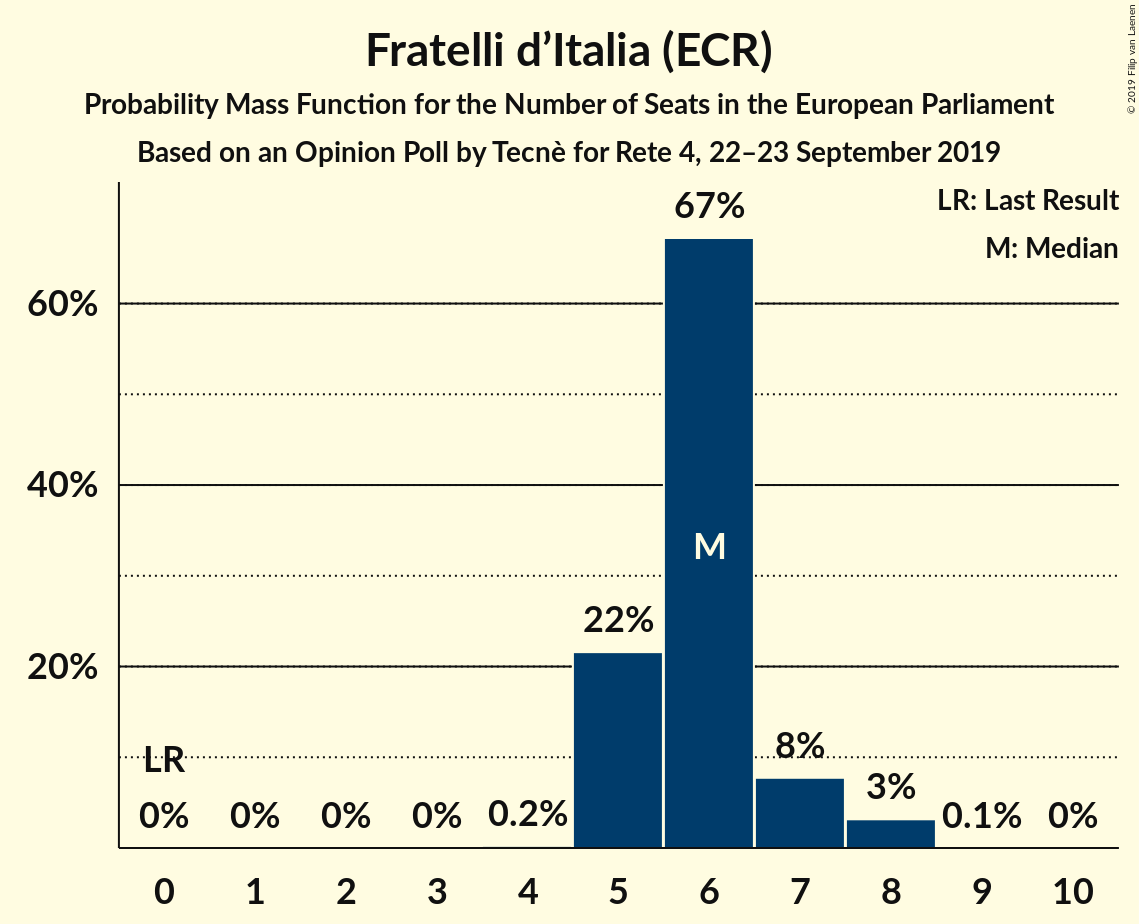 Fratelli d’Italia (ECR)
Probability Mass Function for the Number of Seats in the European Parliament
Based on an Opinion Poll by Tecnè for Rete 4, 22–23 September 2019
© 2019 Filip van Laenen
LR: Last Result
M: Median
60%
40%
20%
LR
0%
0%
0%
0%
0.2%
22%
67%
M
8%
3%
0.1%
0%
0 1 2 3 4 5 6 7 8 9 10